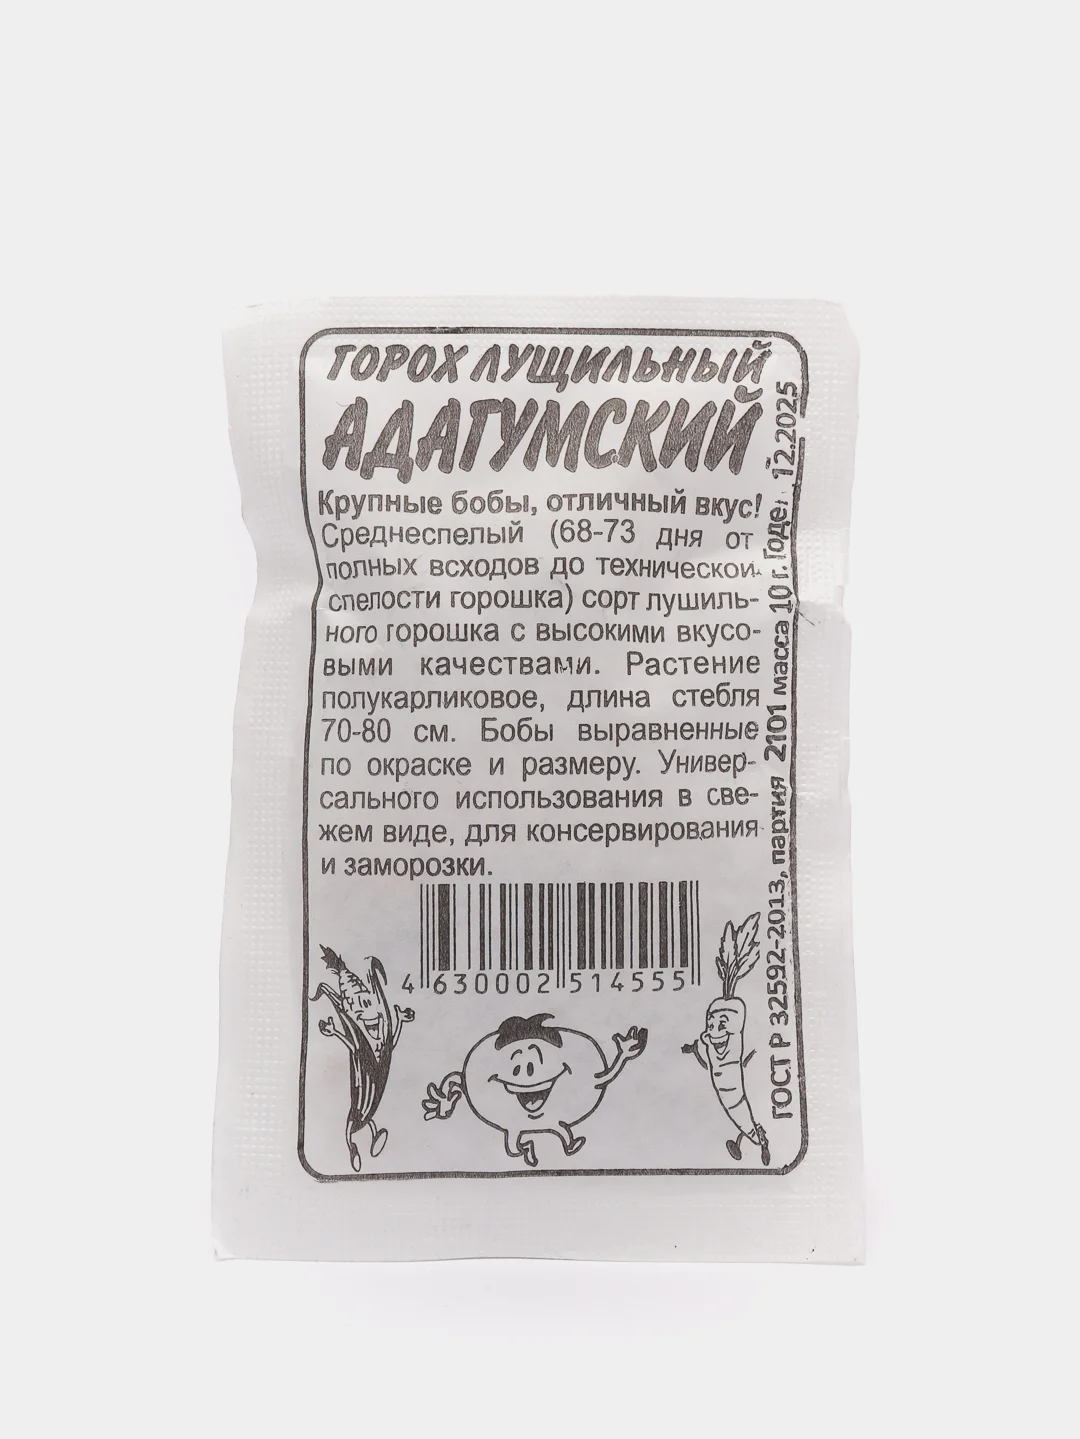 ГОРОХ ЛУЩИЛЬНЫЙ
АДАГУМСКИЙ
Крупные бобы, отличный вкус!
Среднеспелый (68-73 дня от
полных всходов до технической
спелости горошка) сорт лушиль-
ного горошка с высокими вкусо-
выми качествами. Растение
полукарликовое, длина стебля
70-80 см. Бобы выравненные
по окраске и размеру. Универ-
сального использования в све-
жем виде, для консервирования
и заморозки.
4 630002 514555
ГОСТ Р 32592-2013, партия 2101 масса 10 г. Годен 12.2025